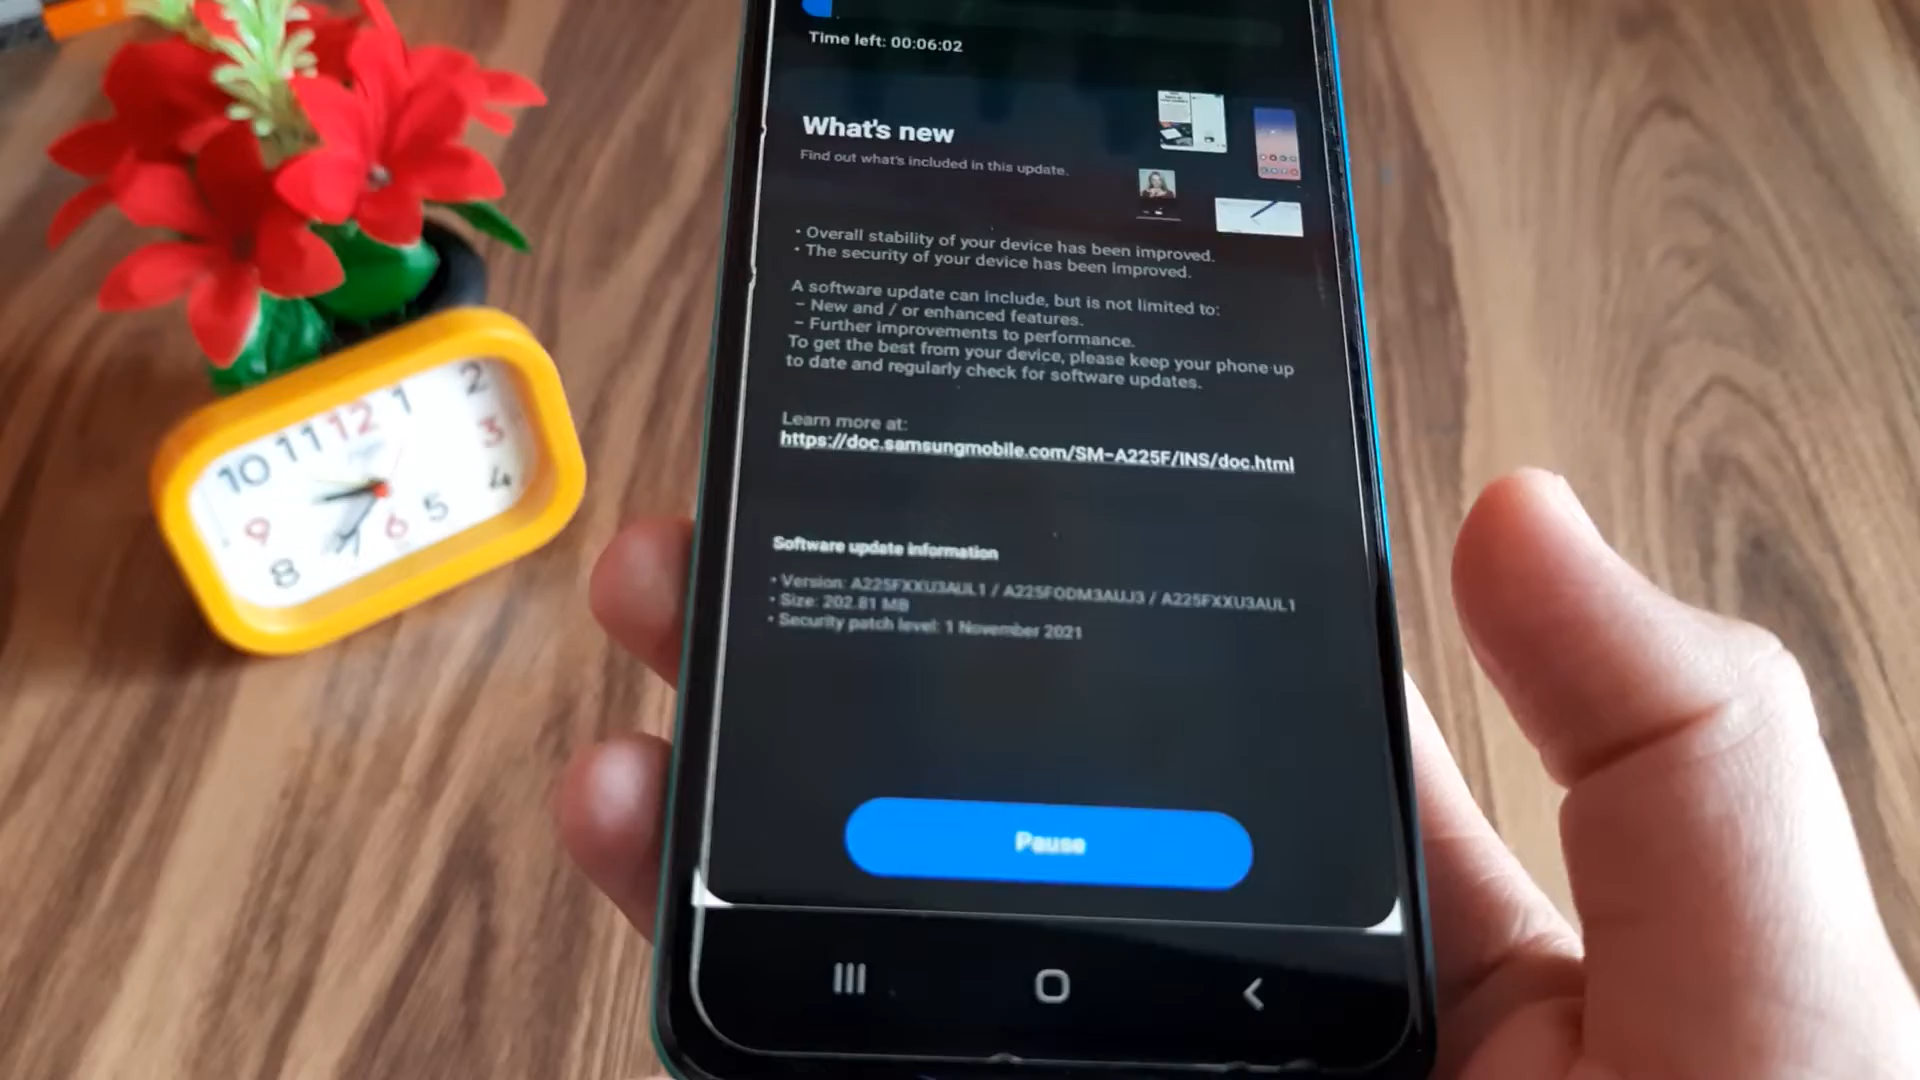 Time left: 00:06:02
What's new
Find out what's included in this update.
• Overall stability of your device has been improved.
• The security of your device has been improved.
A software update can include, but is not limited to:
– New and / or enhanced features.
– Further improvements to performance.
To get the best from your device, please keep your phone up
to date and regularly check for software updates.
Learn more at:
https://doc.samsungmobile.com/SM-A225F/INS/doc.html
Software update information
• Version: A225FXXU3AUL1 / A225FODM3AUJ3 / A225FXXU3AUL1
• Size: 202.81 MB
• Security patch level: 1 November 2021
Pause
10 11 12 1 2
9 3
8 7 6 5 4